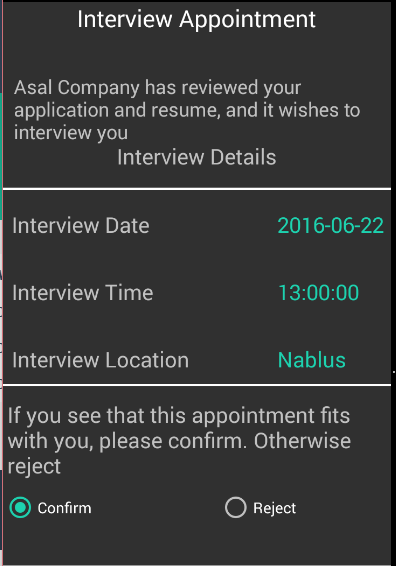 Interview Appointment
Asal Company has reviewed your
application and resume, and it wishes to
interview you
Interview Details
Interview Date 2016-06-22
Interview Time 13:00:00
Interview Location Nablus
If you see that this appointment fits
with you, please confirm. Otherwise
reject
Confirm Reject